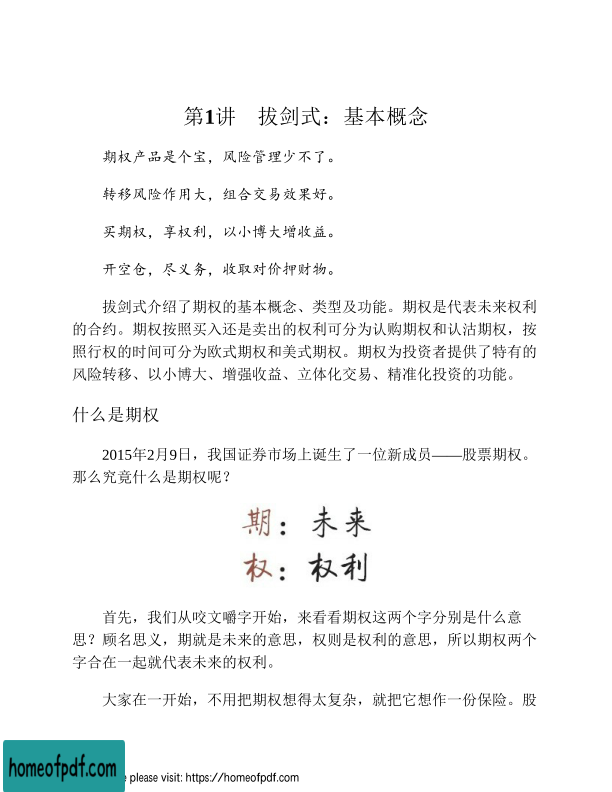 第1讲　拔剑式：基本概念
期权产品是个宝，风险管理少不了。
转移风险作用大，组合交易效果好。
买期权，享权利，以小博大增收益。
开空仓，尽义务，收取对价押财物。
拔剑式介绍了期权的基本概念、类型及功能。期权是代表未来权利
的合约。期权按照买入还是卖出的权利可分为认购期权和认沽期权，按
照行权的时间可分为欧式期权和美式期权。期权为投资者提供了特有的
风险转移、以小博大、增强收益、立体化交易、精准化投资的功能。
什么是期权
2015年2月9日，我国证券市场上诞生了一位新成员——股票期权。
那么究竟什么是期权呢？
期：未来
权：权利
首先，我们从咬文嚼字开始，来看看期权这两个字分别是什么意
思？顾名思义，期就是未来的意思，权则是权利的意思，所以期权两个
字合在一起就代表未来的权利。
大家在一开始，不用把期权想得太复杂，就把它想作一份保险。股
homeofpdf.com
e please visit: https://homeofpdf.com